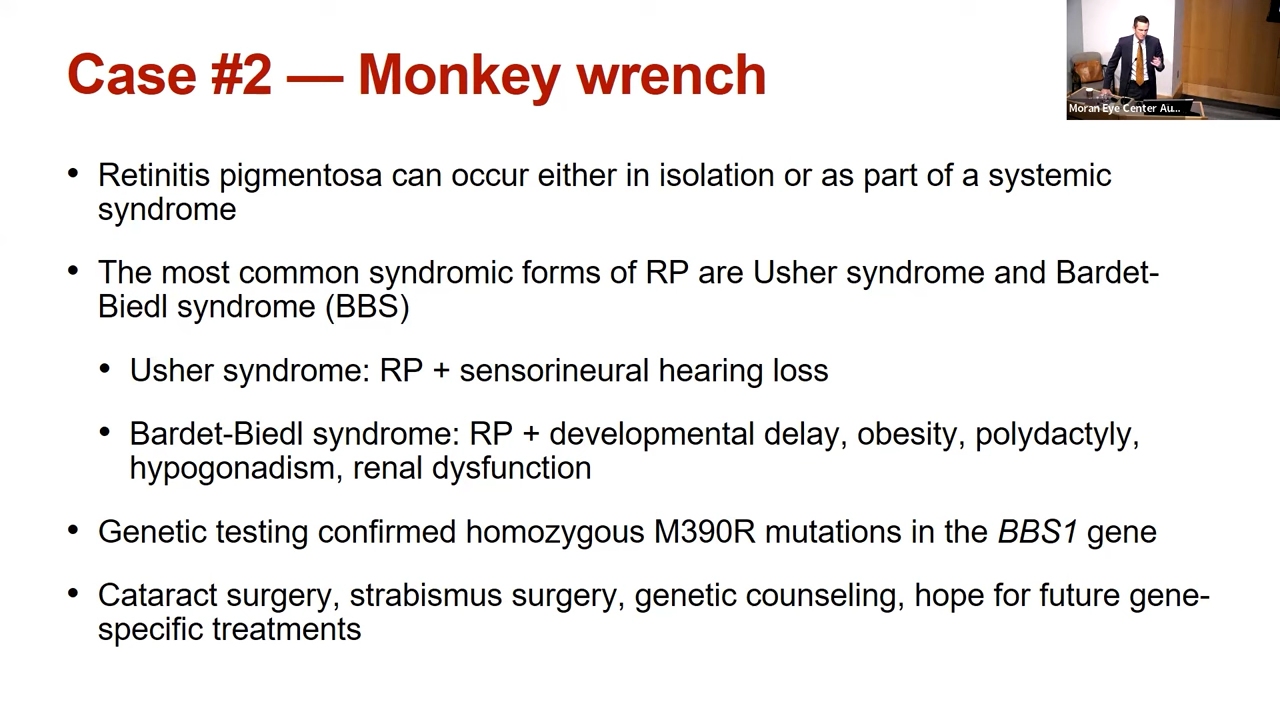 Case #2 — Monkey wrench
Moran Eye Center Au...
• Retinitis pigmentosa can occur either in isolation or as part of a systemic
syndrome
• The most common syndromic forms of RP are Usher syndrome and Bardet-
Biedl syndrome (BBS)
• Usher syndrome: RP + sensorineural hearing loss
• Bardet-Biedl syndrome: RP + developmental delay, obesity, polydactyly,
hypogonadism, renal dysfunction
• Genetic testing confirmed homozygous M390R mutations in the BBS1 gene
• Cataract surgery, strabismus surgery, genetic counseling, hope for future gene-
specific treatments